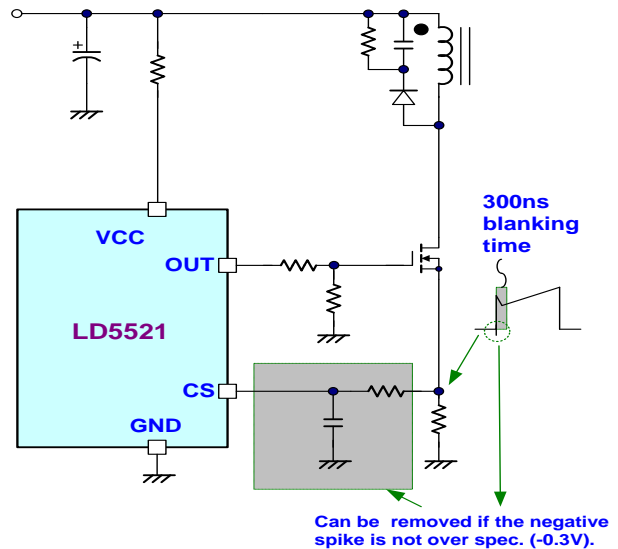 300ns
blanking
time
VCC
OUT
LD5521
CS
GND
+
Can be removed if the negative
spike is not over spec. (-0.3V).